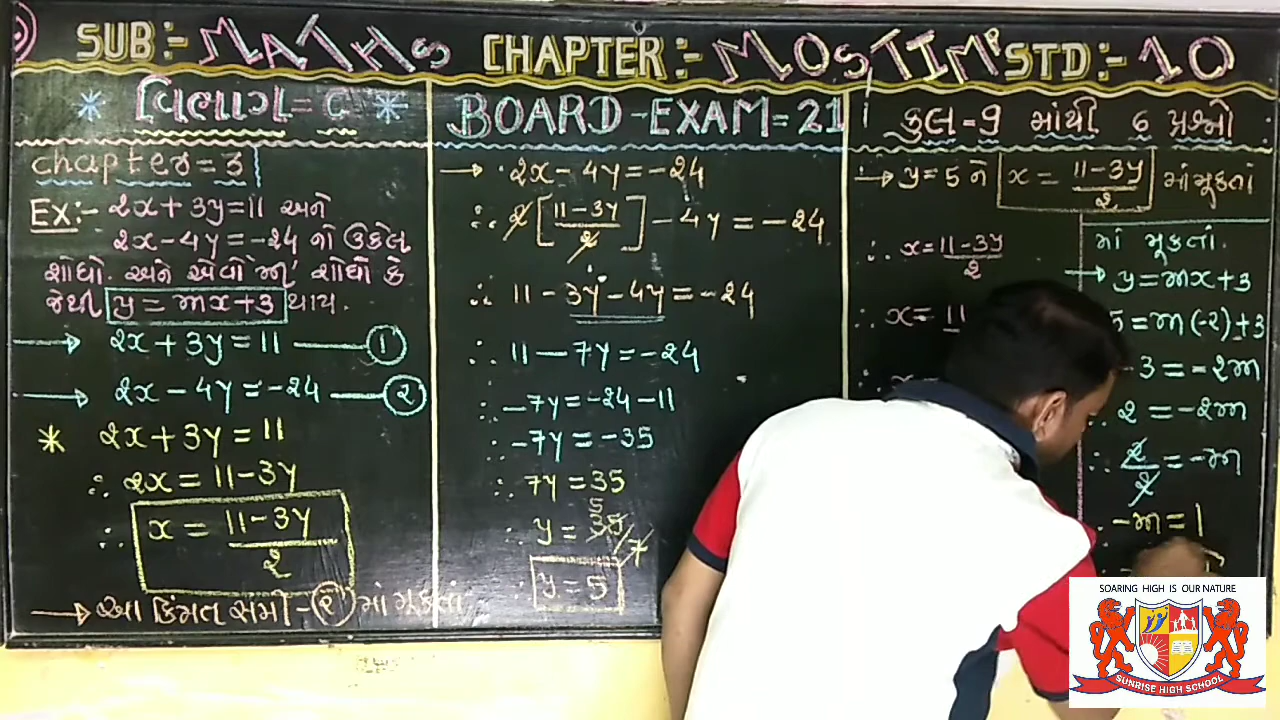 SUB:- MATHS CHAPTER:- MOSTIMP STD:- 10
વિભાગ = C
chapter = 3
EX:- 2x + 3y = 11 અને
2x - 4y = -24 નો ઉકેલ
શોધો. અને એવો 'm' શોધો કે
જેથી y = mx + 3 થાય.
→ 2x + 3y = 11 — ①
→ 2x - 4y = -24 — ②
* 2x + 3y = 11
∴ 2x = 11 - 3y
∴ x = 11 - 3y / 2
→ આ કિંમત સમી - ② માં મૂકતાં
BOARD - EXAM = 21
→ 2x - 4y = -24
∴ 2 [ 11 - 3y / 2 ] - 4y = -24
∴ 11 - 3y - 4y = -24
∴ 11 - 7y = -24
∴ -7y = -24 - 11
∴ -7y = -35
∴ 7y = 35
∴ y = 35/7 5
∴ y = 5
કુલ = 9 માંથી 6 પ્રશ્નો
→ y = 5 ને x = 11 - 3y / 2 માં મૂકતાં
∴ x = 11 - 3y / 2
∴ x = 11
∴ x
માં મૂકતાં.
→ y = mx + 3
5 = m (-2) + 3
- 3 = -2m
∴ 2 = -2m
∴ 2/2 = -m
∴ -m = 1
SOARING HIGH IS OUR NATURE
SUNRISE HIGH SCHOOL